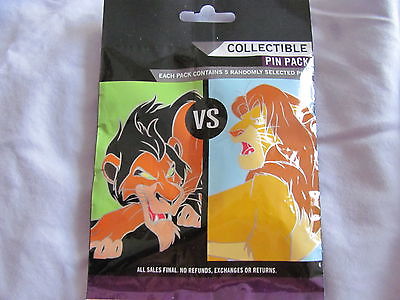 COLLECTIBLE
PIN PACK
EACH PACK CONTAINS 5 RANDOMLY SELECTED
VS
ALL SALES FINAL. NO REFUNDS, EXCHANGES OR RETURNS.